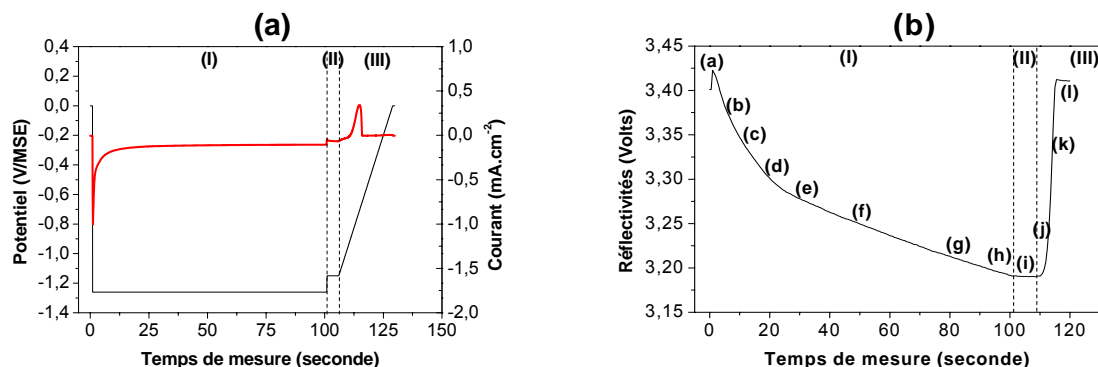 (a)
(I) (II) (III)
0,4
0,2
0,0
-0,2
-0,4
-0,6
-0,8
-1,0
-1,2
-1,4
Potentiel (V/MSE)
1,0
0,5
0,0
-0,5
-1,0
-1,5
-2,0
Courant (mA.cm-2)
0 25 50 75 100 125 150
Temps de mesure (seconde)
(b)
(I) (II) (III)
3,45
3,40
3,35
3,30
3,25
3,20
3,15
Réflectivités (Volts)
(a)
(b)
(c)
(d)
(e)
(f)
(g)
(h)
(i)
(j)
(k)
(l)
0 20 40 60 80 100 120
Temps de mesure (seconde)